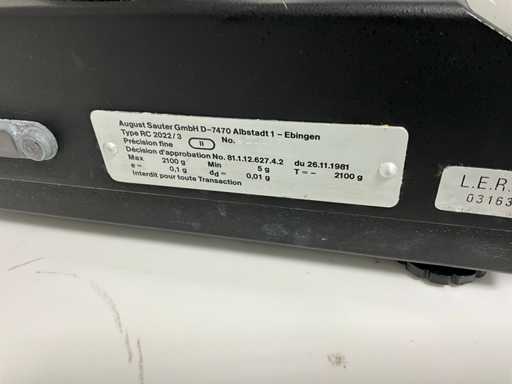 August Sauter GmbH D-7470 Albstadt 1 - Ebingen
Type RC 2022/3
Précision fine II No.
Décision d'approbation No. 81.1.12.627.4.2 du 26.11.1981
Max 2100 g Min 5 g T = - 2100 g
e = 0,1 g dd = 0,01 g
Interdit pour toute Transaction
L.E.R.
03163